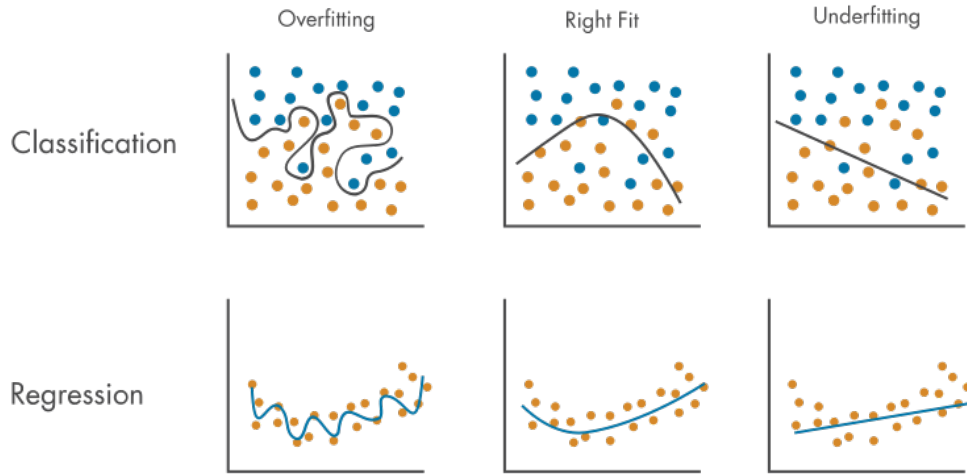 Overfitting
Right Fit
Underfitting
Classification
Regression